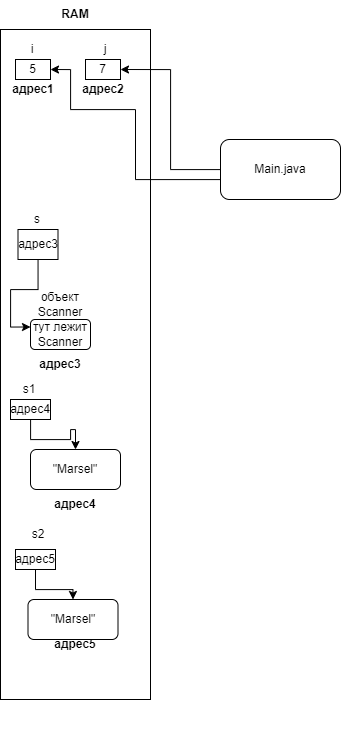 RAM
i j
5 7
адрес1 адрес2
Main.java
s
адрес3
объект
Scanner
тут лежит
Scanner
адрес3
s1
адрес4
"Marsel"
адрес4
s2
адрес5
"Marsel"
адрес5